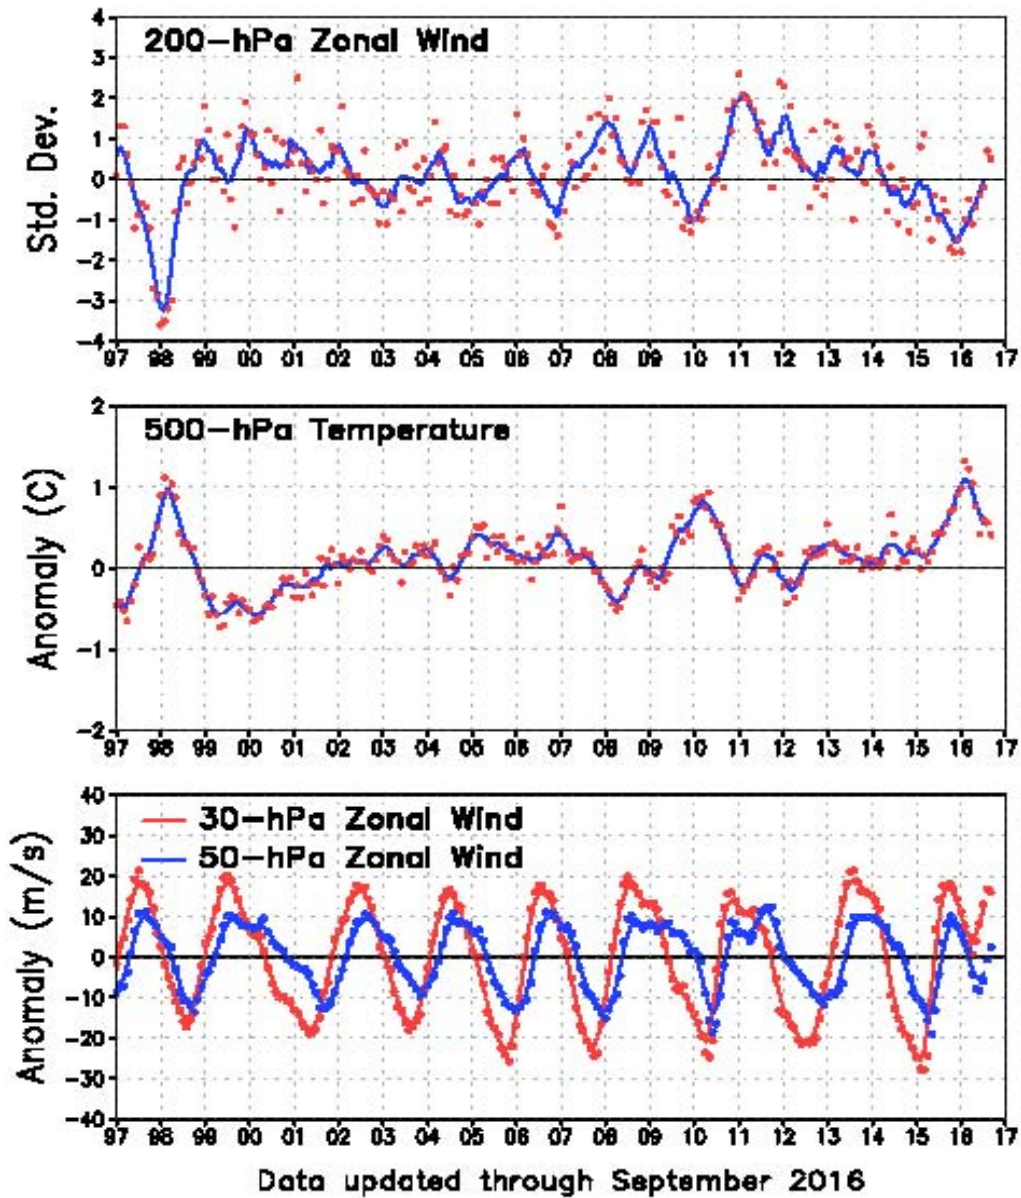 200-hPa Zonal Wind
Std. Dev.
4
3
2
1
0
-1
-2
-3
-4
97 98 99 00 01 02 03 04 05 06 07 08 09 10 11 12 13 14 15 16 17
500-hPa Temperature
Anomaly (C)
2
1
0
-1
-2
97 98 99 00 01 02 03 04 05 06 07 08 09 10 11 12 13 14 15 16 17
30-hPa Zonal Wind
50-hPa Zonal Wind
Anomaly (m/s)
40
30
20
10
0
-10
-20
-30
-40
97 98 99 00 01 02 03 04 05 06 07 08 09 10 11 12 13 14 15 16 17
Data updated through September 2016